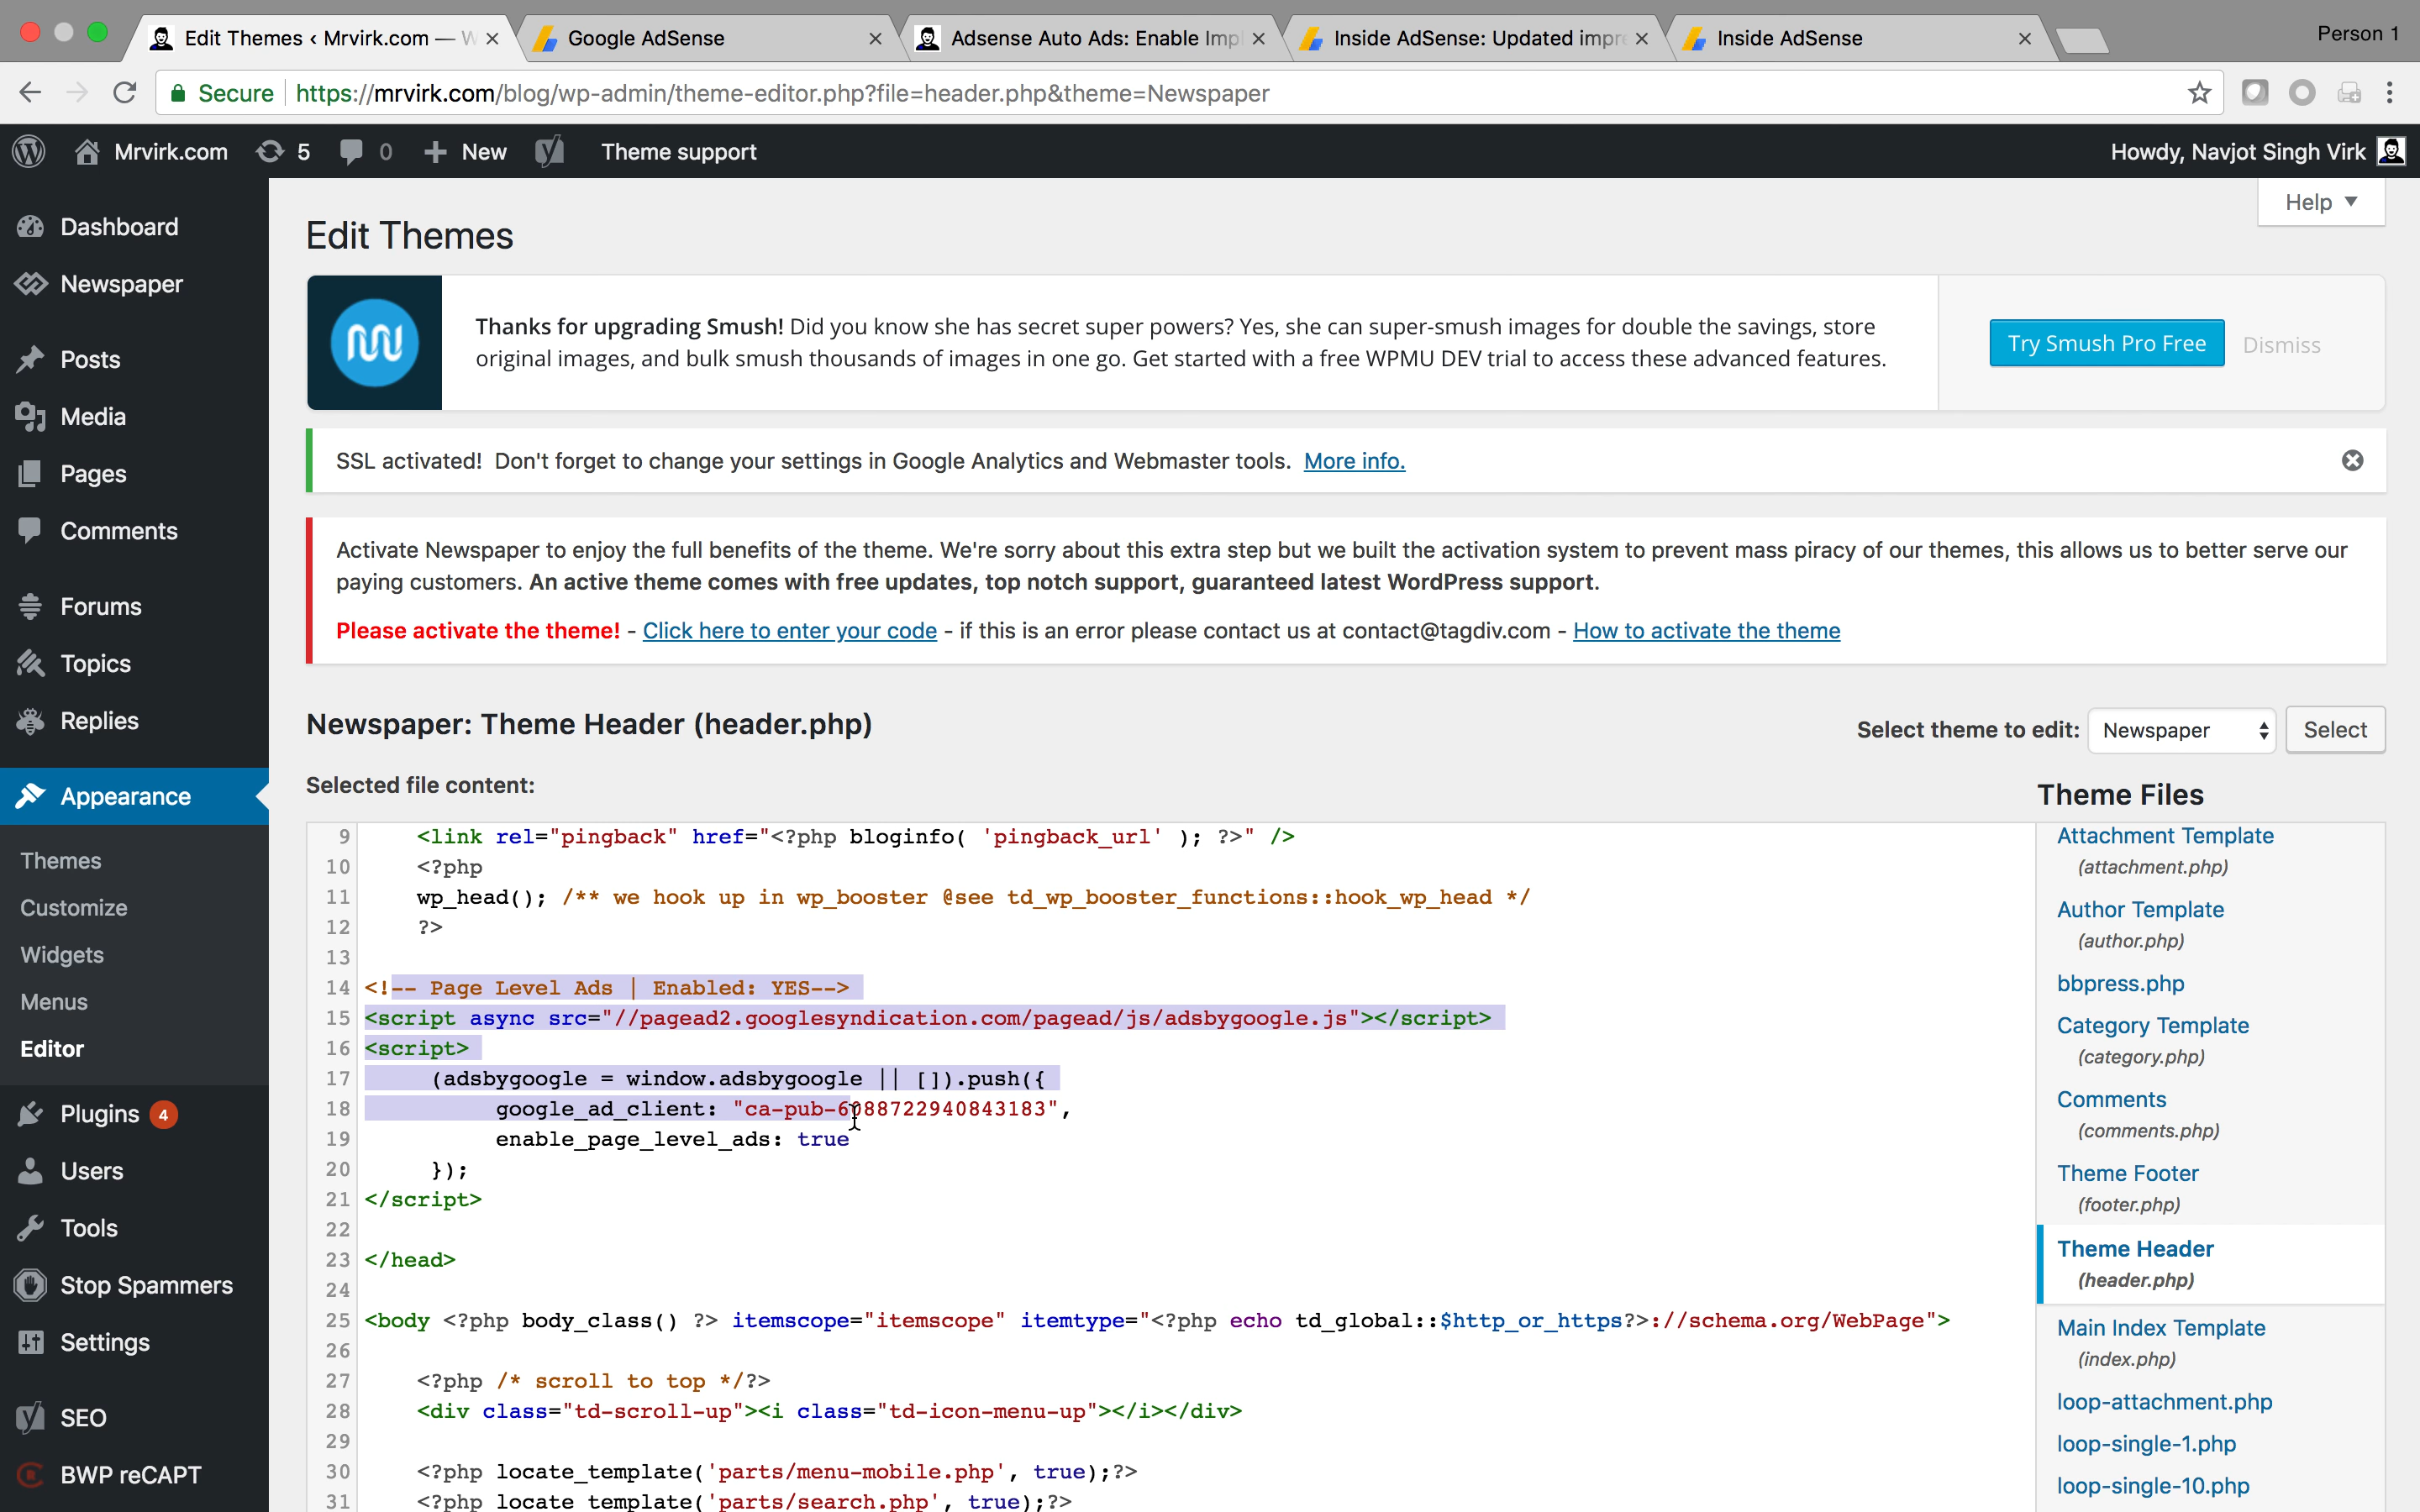 Edit Themes ‹ Mrvirk.com — W
Google AdSense
Adsense Auto Ads: Enable Impl
Inside AdSense: Updated impre
Inside AdSense
Person 1
Secure
https://mrvirk.com/blog/wp-admin/theme-editor.php?file=header.php&theme=Newspaper
Mrvirk.com
5
0
New
Theme support
Howdy, Navjot Singh Virk
Help
Dashboard
Newspaper
Posts
Media
Pages
Comments
Forums
Topics
Replies
Appearance
Themes
Customize
Widgets
Menus
Editor
Plugins 4
Users
Tools
Stop Spammers
Settings
SEO
BWP reCAPT
Edit Themes
Thanks for upgrading Smush! Did you know she has secret super powers? Yes, she can super-smush images for double the savings, store
original images, and bulk smush thousands of images in one go. Get started with a free WPMU DEV trial to access these advanced features.
Try Smush Pro Free
Dismiss
SSL activated! Don't forget to change your settings in Google Analytics and Webmaster tools. More info.
Activate Newspaper to enjoy the full benefits of the theme. We're sorry about this extra step but we built the activation system to prevent mass piracy of our themes, this allows us to better serve our
paying customers. An active theme comes with free updates, top notch support, guaranteed latest WordPress support.
Please activate the theme! - Click here to enter your code - if this is an error please contact us at contact@tagdiv.com - How to activate the theme
Newspaper: Theme Header (header.php)
Select theme to edit: Newspaper Select
Selected file content:
9 <link rel="pingback" href="<?php bloginfo( 'pingback_url' ); ?>" />
10 <?php
11 wp_head(); /** we hook up in wp_booster @see td_wp_booster_functions::hook_wp_head */
12 ?>
13
14 <!-- Page Level Ads | Enabled: YES-->
15 <script async src="//pagead2.googlesyndication.com/pagead/js/adsbygoogle.js"></script>
16 <script>
17 (adsbygoogle = window.adsbygoogle || []).push({
18 google_ad_client: "ca-pub-6088722940843183",
19 enable_page_level_ads: true
20 });
21 </script>
22
23 </head>
24
25 <body <?php body_class() ?> itemscope="itemscope" itemtype="<?php echo td_global::$http_or_https?>://schema.org/WebPage">
26
27 <?php /* scroll to top */?>
28 <div class="td-scroll-up"><i class="td-icon-menu-up"></i></div>
29
30 <?php locate_template('parts/menu-mobile.php', true);?>
31 <?php locate_template('parts/search.php', true);?>
Theme Files
Attachment Template
(attachment.php)
Author Template
(author.php)
bbpress.php
Category Template
(category.php)
Comments
(comments.php)
Theme Footer
(footer.php)
Theme Header
(header.php)
Main Index Template
(index.php)
loop-attachment.php
loop-single-1.php
loop-single-10.php